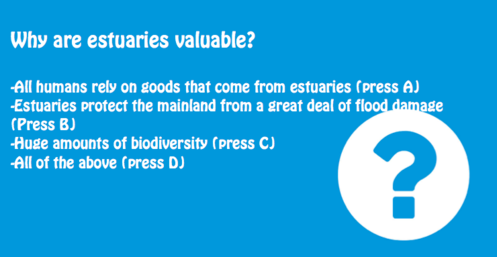 Why are estuaries valuable?
-All humans rely on goods that come from estuaries (press A)
-Estuaries protect the mainland from a great deal of flood damage
(Press B)
-Huge amounts of biodiversity (press C)
-All of the above (press D)
?